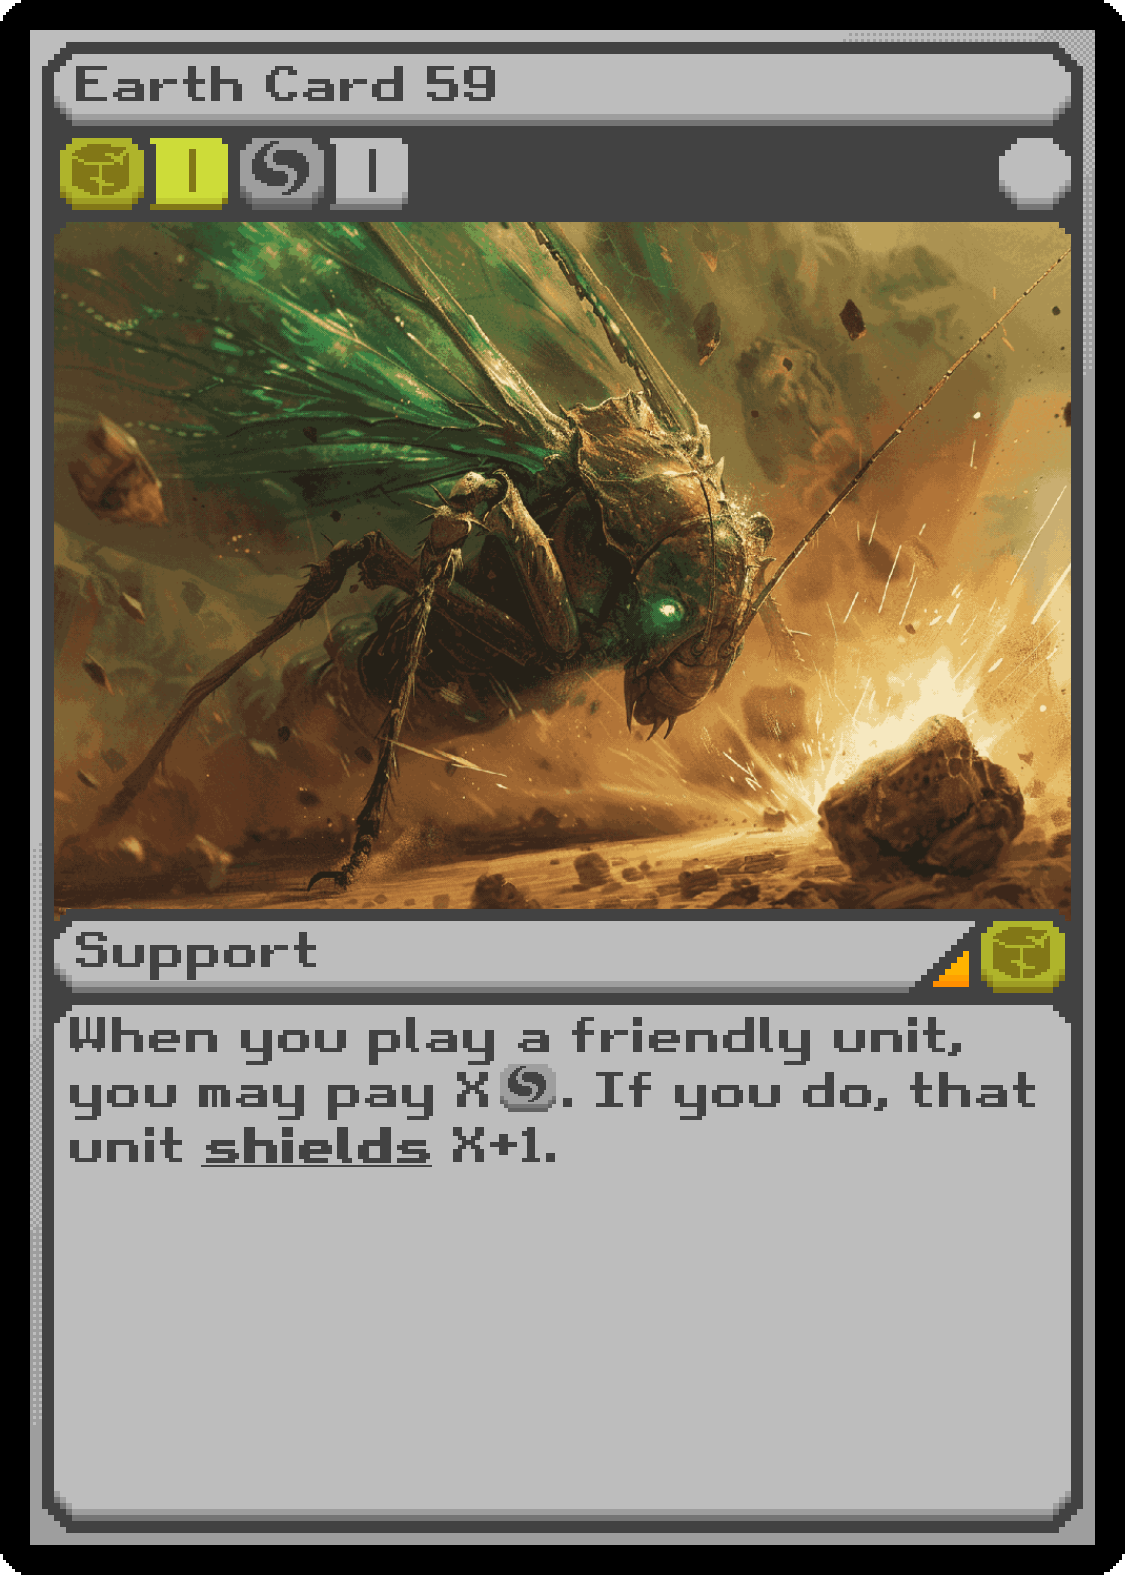 Earth Card 59
1 1
Support
When you play a friendly unit,
you may pay X. If you do, that
unit shields X+1.